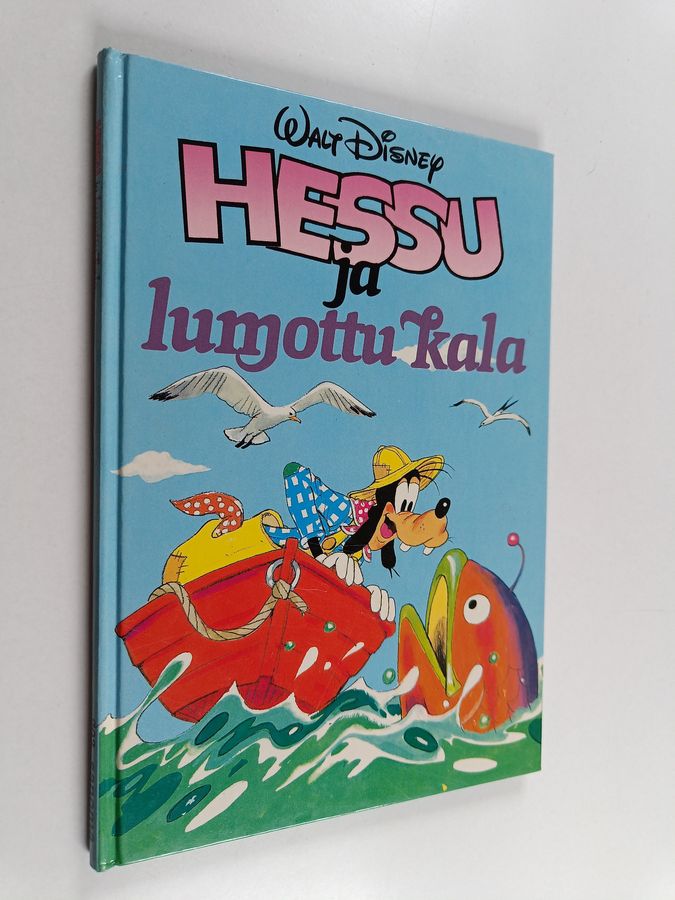 WALT DISNEY
HESSU
ja
lumottu kala